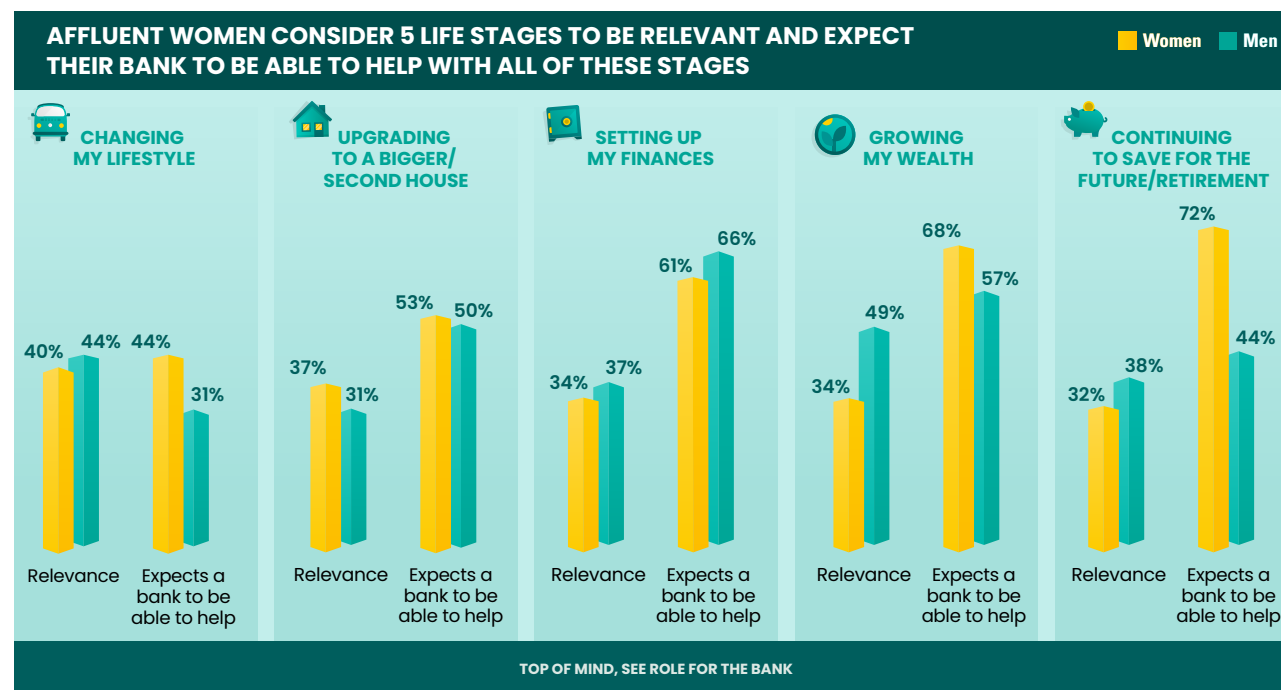 AFFLUENT WOMEN CONSIDER 5 LIFE STAGES TO BE RELEVANT AND EXPECT
THEIR BANK TO BE ABLE TO HELP WITH ALL OF THESE STAGES
Women
Men
CHANGING
MY LIFESTYLE
40%
44%
44%
31%
Relevance
Expects a
bank to be
able to help
UPGRADING
TO A BIGGER/
SECOND HOUSE
37%
31%
53%
50%
Relevance
Expects a
bank to be
able to help
SETTING UP
MY FINANCES
34%
37%
61%
66%
Relevance
Expects a
bank to be
able to help
GROWING
MY WEALTH
34%
49%
68%
57%
Relevance
Expects a
bank to be
able to help
CONTINUING
TO SAVE FOR THE
FUTURE/RETIREMENT
32%
38%
72%
44%
Relevance
Expects a
bank to be
able to help
TOP OF MIND, SEE ROLE FOR THE BANK